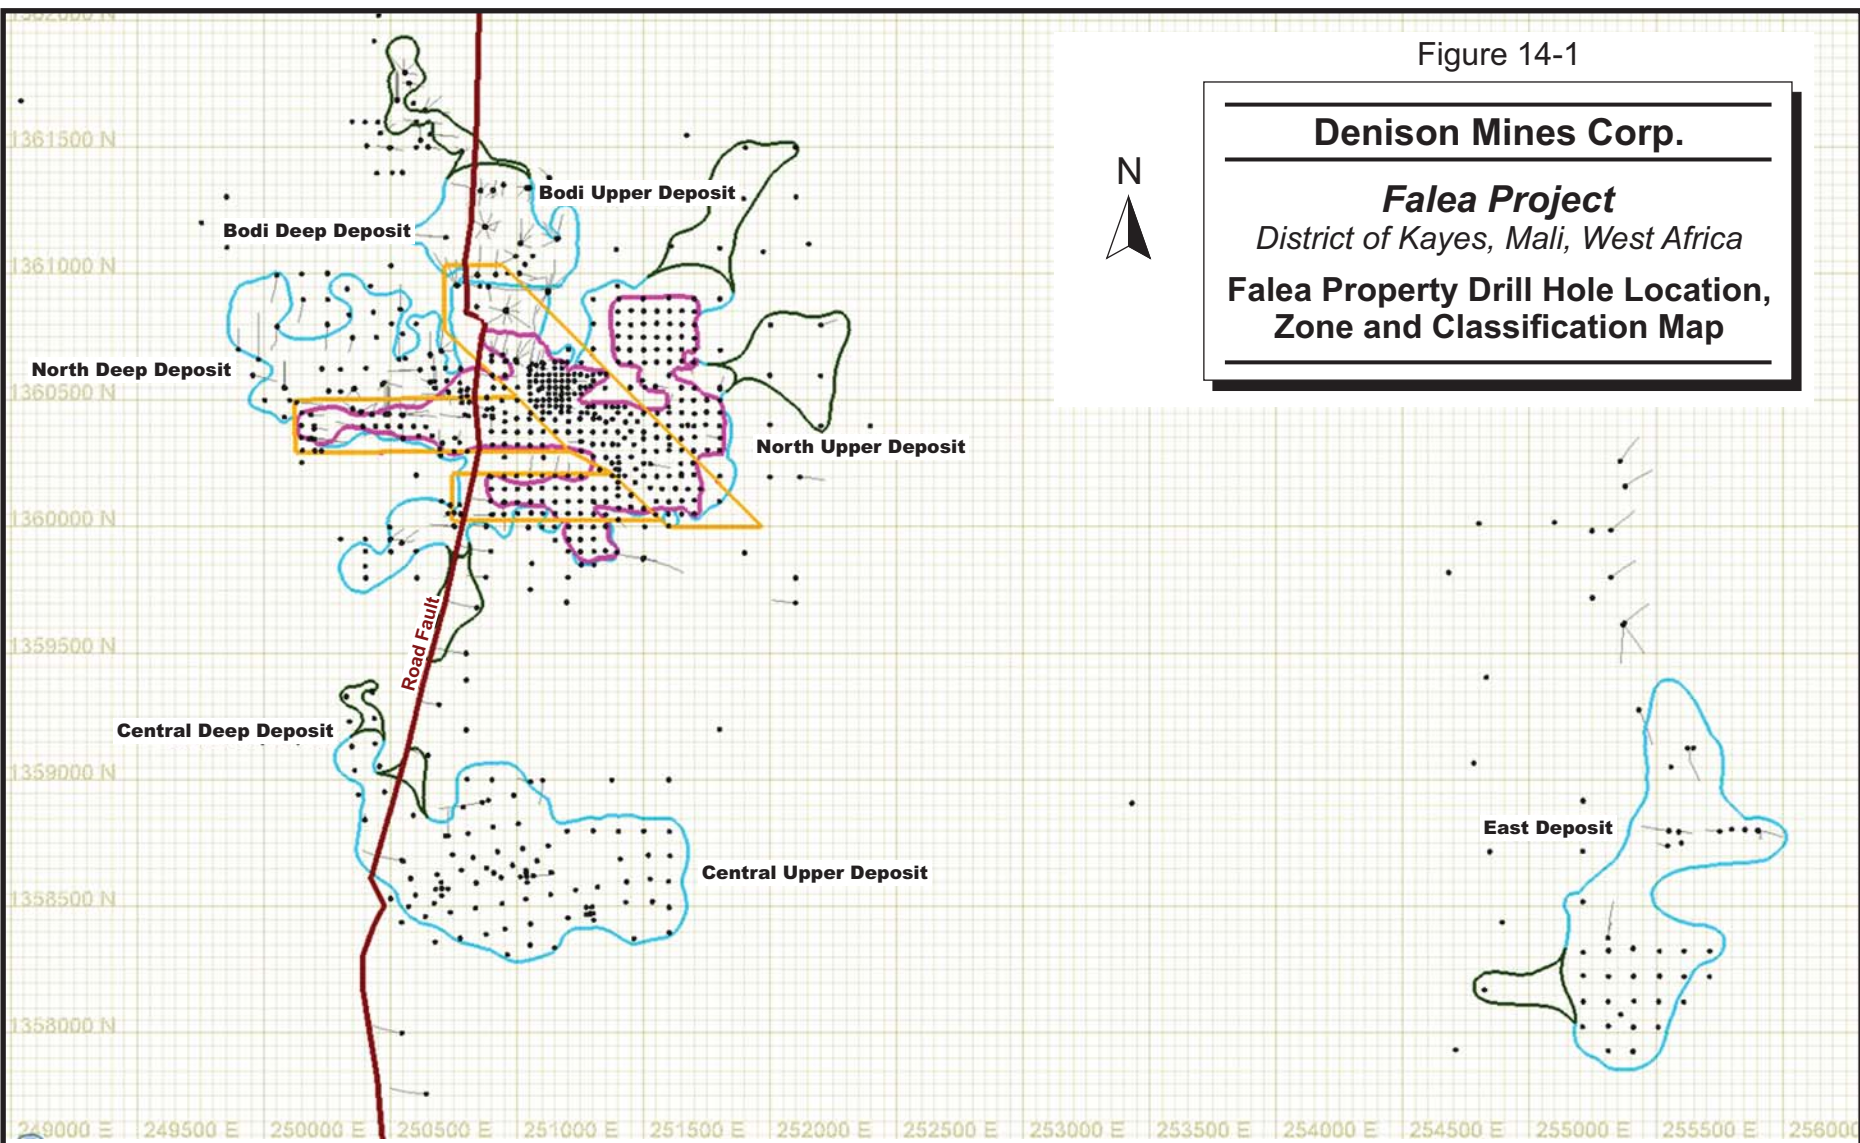 1362000 N
Figure 14-1
Denison Mines Corp.
Falea Project
District of Kayes, Mali, West Africa
Falea Property Drill Hole Location,
Zone and Classification Map
N
1361500 N
Bodi Upper Deposit
Bodi Deep Deposit
1361000 N
North Deep Deposit
1360500 N
North Upper Deposit
1360000 N
Road Fault
1359500 N
Central Deep Deposit
1359000 N
East Deposit
Central Upper Deposit
1358500 N
1358000 N
249000 E 249500 E 250000 E 250500 E 251000 E 251500 E 252000 E 252500 E 253000 E 253500 E 254000 E 254500 E 255000 E 255500 E 256000